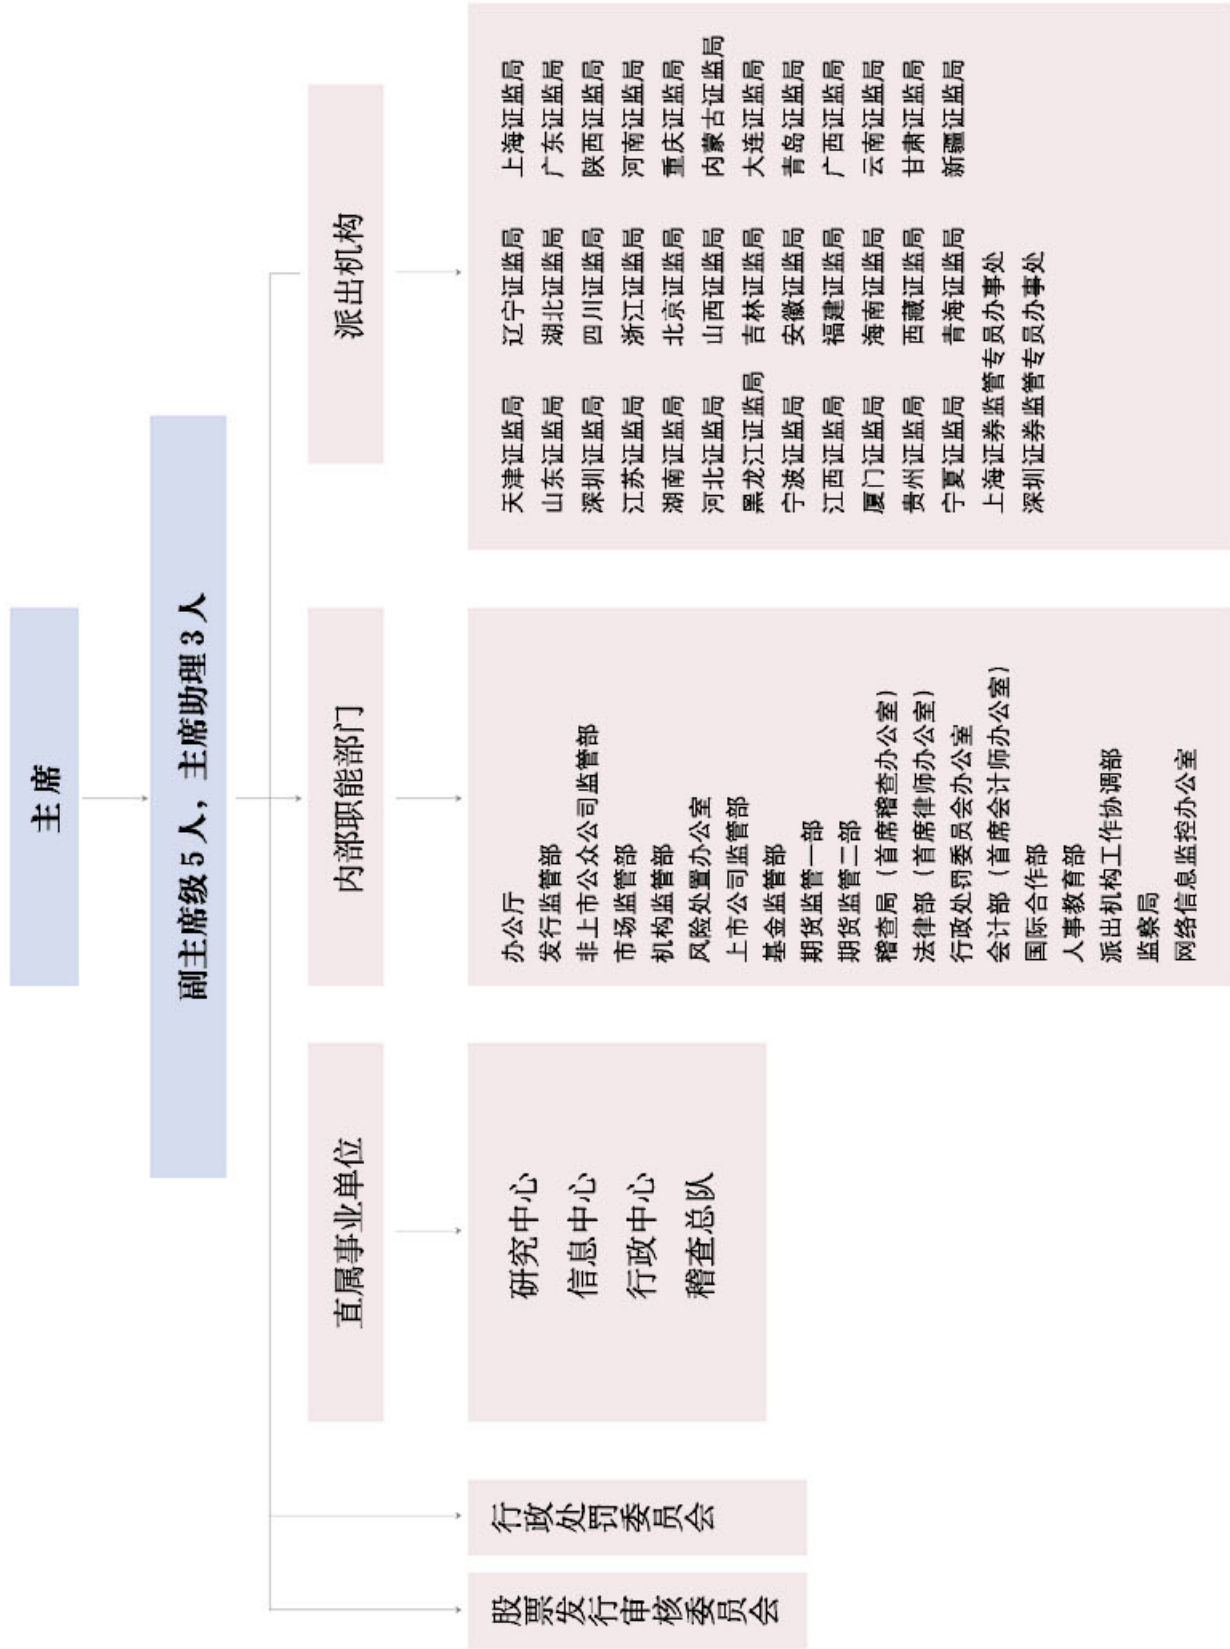 主席
副主席级5人，主席助理3人
股票发行审核委员会
行政处罚委员会
直属事业单位
研究中心
信息中心
行政中心
稽查总队
内部职能部门
办公厅
发行监管部
非上市公众公司监管部
市场监管部
机构监管部
风险处置办公室
上市公司监管部
基金监管部
期货监管一部
期货监管二部
稽查局（首席稽查办公室）
法律部（首席律师办公室）
行政处罚委员会办公室
会计部（首席会计师办公室）
国际合作部
人事教育部
派出机构工作协调部
监察局
网络信息监控办公室
派出机构
天津证监局 辽宁证监局 上海证监局
山东证监局 湖北证监局 广东证监局
深圳证监局 四川证监局 陕西证监局
江苏证监局 浙江证监局 河南证监局
湖南证监局 北京证监局 重庆证监局
河北证监局 山西证监局 内蒙古证监局
黑龙江证监局 吉林证监局 大连证监局
宁波证监局 安徽证监局 青岛证监局
江西证监局 福建证监局 广西证监局
厦门证监局 海南证监局 云南证监局
贵州证监局 西藏证监局 甘肃证监局
宁夏证监局 青海证监局 新疆证监局
上海证券监管专员办事处
深圳证券监管专员办事处